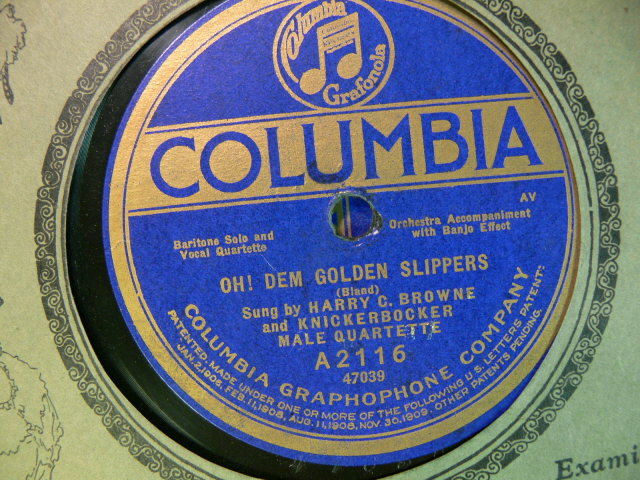 Columbia
Grafonola
COLUMBIA
AV
Baritone Solo and
Vocal Quartette
Orchestra Accompaniment
with Banjo Effect
OH! DEM GOLDEN SLIPPERS
(Bland)
Sung by HARRY C. BROWNE
and KNICKERBOCKER
MALE QUARTETTE
A2116
47039
COLUMBIA GRAPHOPHONE COMPANY
PATENTED, MADE UNDER ONE OR MORE OF THE FOLLOWING U.S. LETTERS PATENT:
JAN. 2, 1906, FEB. 11, 1908, AUG. 11, 1908, NOV. 30, 1909. OTHER PATENTS PENDING.